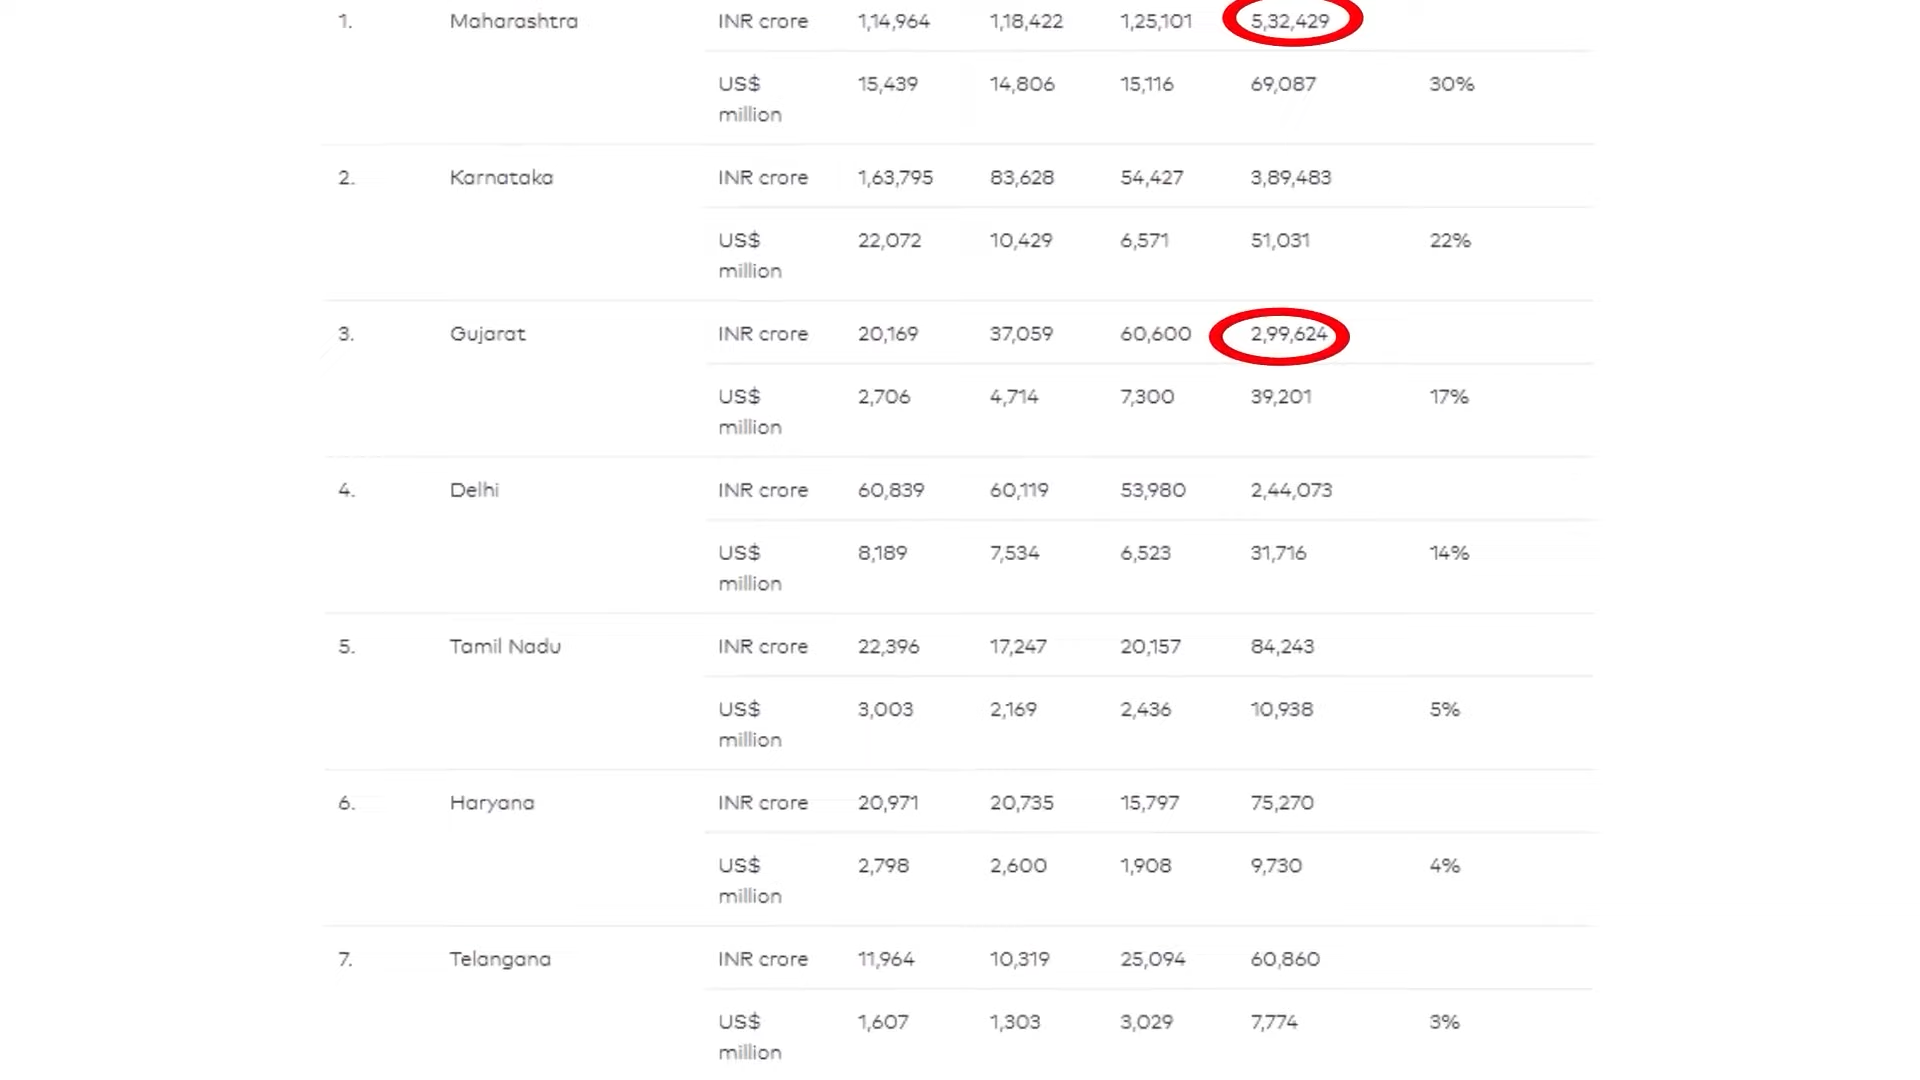 1. Maharashtra INR crore 1,14,964 1,18,422 1,25,101 5,32,429
US$ million 15,439 14,806 15,116 69,087 30%
2. Karnataka INR crore 1,63,795 83,628 54,427 3,89,483
US$ million 22,072 10,429 6,571 51,031 22%
3. Gujarat INR crore 20,169 37,059 60,600 2,99,624
US$ million 2,706 4,714 7,300 39,201 17%
4. Delhi INR crore 60,839 60,119 53,980 2,44,073
US$ million 8,189 7,534 6,523 31,716 14%
5. Tamil Nadu INR crore 22,396 17,247 20,157 84,243
US$ million 3,003 2,169 2,436 10,938 5%
6. Haryana INR crore 20,971 20,735 15,797 75,270
US$ million 2,798 2,600 1,908 9,730 4%
7. Telangana INR crore 11,964 10,319 25,094 60,860
US$ million 1,607 1,303 3,029 7,774 3%